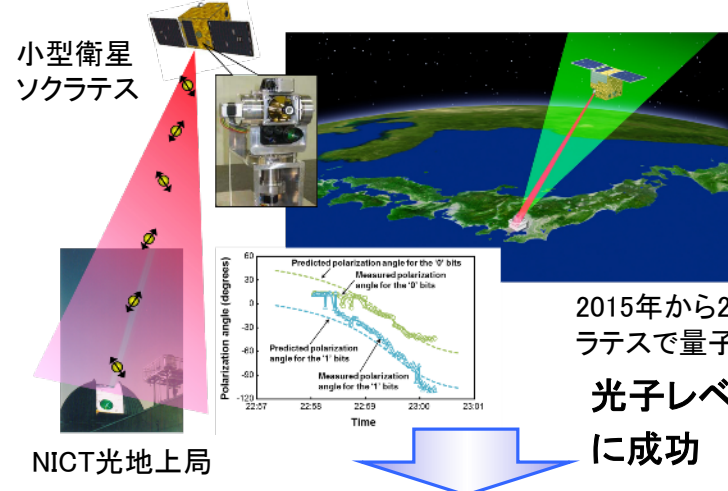 小型衛星
ソクラテス
Predicted polarization angle for the '0' bits
Measured polarization
angle for the '0' bits
Predicted polarization
angle for the '1' bits
Measured polarization
angle for the '1' bits
Polarization angle (degrees)
60
30
0
-30
-60
-90
-120
22:57
22:58
22:59
23:00
23:01
Time
2015年から2
ラテスで量子
光子レベ
に成功
NICT光地上局